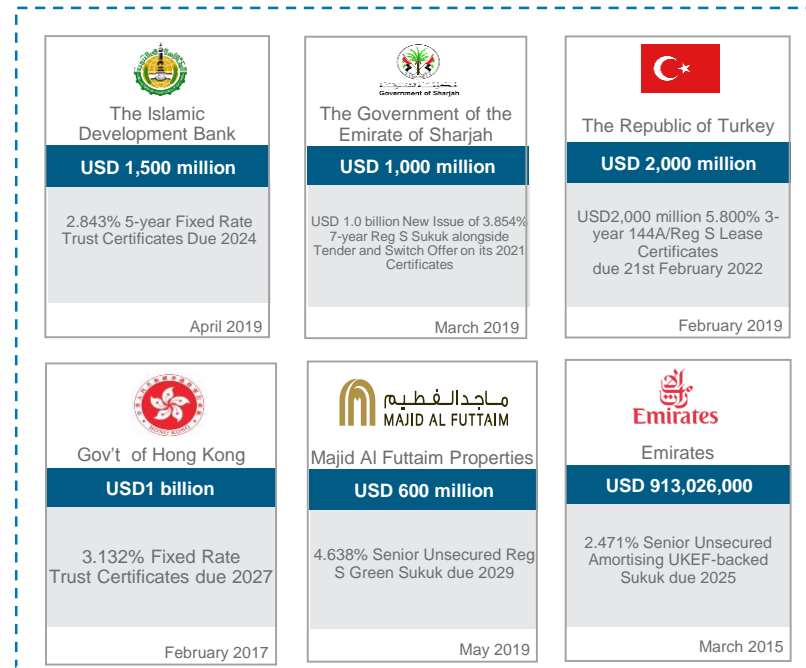 The Islamic
Development Bank
USD 1,500 million
2.843% 5-year Fixed Rate
Trust Certificates Due 2024
April 2019
Government of Sharjah
The Government of the
Emirate of Sharjah
USD 1,000 million
USD 1.0 billion New Issue of 3.854%
7-year Reg S Sukuk alongside
Tender and Switch Offer on its 2021
Certificates
March 2019
The Republic of Turkey
USD 2,000 million
USD2,000 million 5.800% 3-
year 144A/Reg S Lease
Certificates
due 21st February 2022
February 2019
Gov't  of Hong Kong
USD1 billion
3.132% Fixed Rate
Trust Certificates due 2027
February 2017
ماجد الفطيم
MAJID AL FUTTAIM
Majid Al Futtaim Properties
USD 600 million
4.638% Senior Unsecured Reg
S Green Sukuk due 2029
May 2019
Emirates
Emirates
USD 913,026,000
2.471% Senior Unsecured
Amortising UKEF-backed
Sukuk due 2025
March 2015